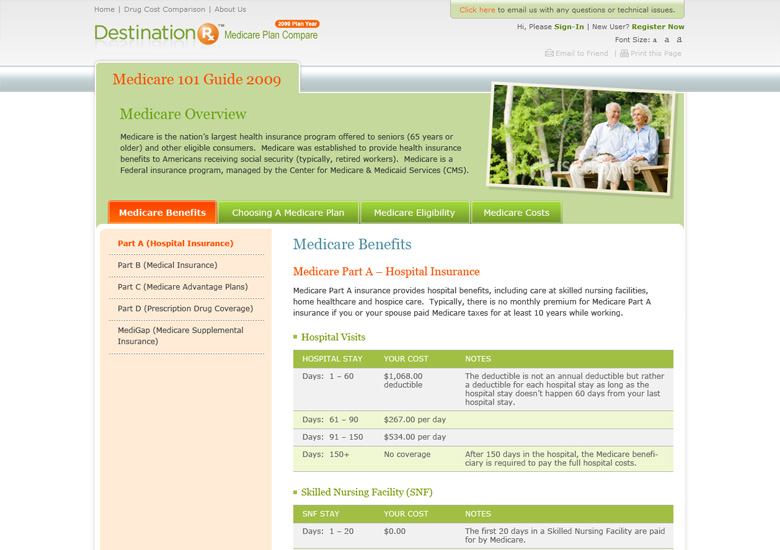 Home | Drug Cost Comparison | About Us
Click here to email us with any questions or technical issues.
DestinationRx™
2009 Plan Year
Medicare Plan Compare
Hi, Please Sign-In | New User? Register Now
Font Size: A a a
Email to Friend | Print this Page
Medicare 101 Guide 2009
Medicare Overview
Medicare is the nation's largest health insurance program offered to seniors (65 years or
older) and other eligible consumers. Medicare was established to provide health insurance
benefits to Americans receiving social security (typically, retired workers). Medicare is a
Federal insurance program, managed by the Center for Medicare & Medicaid Services (CMS).
Medicare Benefits
Choosing A Medicare Plan
Medicare Eligibility
Medicare Costs
Part A (Hospital Insurance)
Part B (Medical Insurance)
Part C (Medicare Advantage Plans)
Part D (Prescription Drug Coverage)
MediGap (Medicare Supplemental
Insurance)
Medicare Benefits
Medicare Part A – Hospital Insurance
Medicare Part A insurance provides hospital benefits, including care at skilled nursing facilities,
home healthcare and hospice care. Typically, there is no monthly premium for Medicare Part A
insurance if you or your spouse paid Medicare taxes for at least 10 years while working.
Hospital Visits
HOSPITAL STAY YOUR COST NOTES
Days: 1 – 60 $1,068.00 The deductible is not an annual deductible but rather
deductible a deductible for each hospital stay as long as the
hospital stay doesn't happen 60 days from your last
hospital stay.
Days: 61 – 90 $267.00 per day
Days: 91 – 150 $534.00 per day
Days: 150+ No coverage After 150 days in the hospital, the Medicare benefi-
ciary is required to pay the full hospital costs.
Skilled Nursing Facility (SNF)
SNF STAY YOUR COST NOTES
Days: 1 – 20 $0.00 The first 20 days in a Skilled Nursing Facility are paid
for by Medicare.